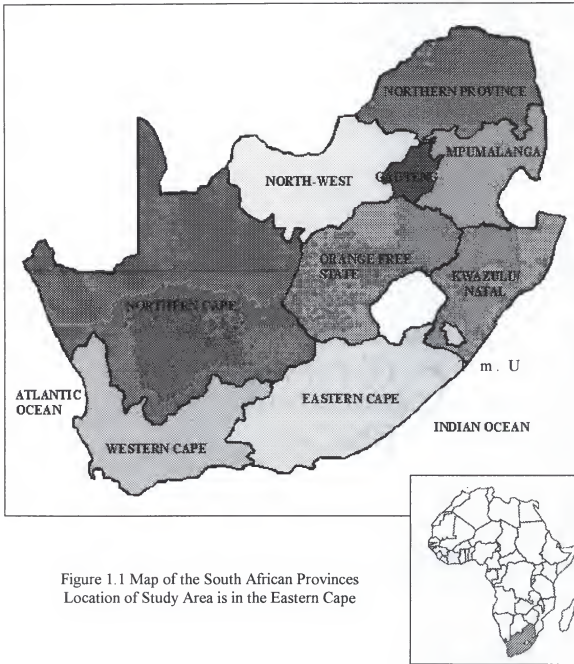 NORTHERN PROVINCE
MPUMALANGA
GAUTENG
NORTH-WEST
ORANGE FREE
STATE
KWAZULU/
NATAL
NORTHERN CAPE
m. U
ATLANTIC
OCEAN
EASTERN CAPE
INDIAN OCEAN
WESTERN CAPE
Figure 1.1 Map of the South African Provinces
Location of Study Area is in the Eastern Cape